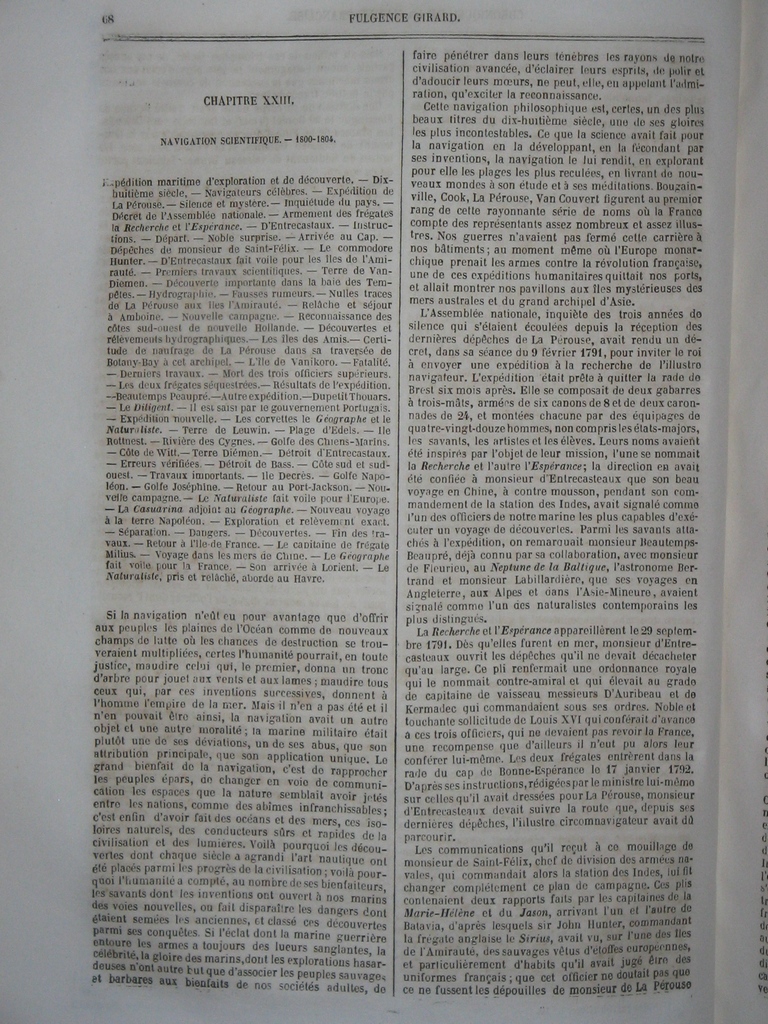 68
FULGENCE GIRARD.
CHAPITRE XXIII.
NAVIGATION SCIENTIFIQUE. — 1800-1804.
pédition maritime d'exploration et de découverte. — Dix-
huitième siècle. — Navigateurs célèbres. — Expédition de
La Pérouse. — Silence et mystère. — Inquiétude du pays. —
Décret de l'Assemblée nationale. — Armement des frégates
la Recherche et l'Espérance. — D'Entrecasteaux. — Instruc-
tions. — Départ. — Noble surprise. — Arrivée au Cap. —
Dépêches de monsieur de Saint-Félix. — Le commodore
Hunter. — D'Entrecasteaux fait voile pour les îles de l'Ami-
rauté. — Premiers travaux scientifiques. — Terre de Van-
Diemen. — Découverte importante dans la baie des Tem-
pêtes. — Hydrographie. — Fausses rumeurs. — Nulles traces
de La Pérouse aux îles l'Amirauté. — Relâche et séjour
à Amboine. — Nouvelle campagne. — Reconnaissance des
côtes sud-ouest de nouvelle Hollande. — Découvertes et
rélèvements hydrographiques. — Les îles des Amis. — Certi-
tude de naufrage de La Pérouse dans sa traversée de
Botany-Bay à cet archipel. — L'île de Vanikoro. — Fatalité.
— Derniers travaux. — Mort des trois officiers supérieurs.
— Les deux frégates séquestrées. — Résultats de l'expédition.
— Beautemps Peaupré. — Autre expédition. — Dupetit Thouars.
— Le Diligent. — Il est saisi par le gouvernement Portugais.
— Expédition nouvelle. — Les corvettes le Géographe et le
Naturaliste. — Terre de Leuwin. — Plage d'Edels. — Ile
Rottnest. — Rivière des Cygnes. — Golfe des Chiens-Marins.
— Côte de Witt. — Terre Diémen. — Détroit d'Entrecasteaux.
— Erreurs vérifiées. — Détroit de Bass. — Côte sud et sud-
ouest. — Travaux importants. — Ile Decrès. — Golfe Napo-
léon. — Golfe Joséphine. — Retour au Port-Jackson. — Nou-
velle campagne. — Le Naturaliste fait voile pour l'Europe.
— La Casuarina adjoint au Géographe. — Nouveau voyage
à la terre Napoléon. — Exploration et relèvement exact.
— Séparation. — Dangers. — Découvertes. — Fin des tra-
vaux. — Retour à l'Ile-de France. — Le capitaine de frégate
Milius. — Voyage dans les mers de Chine. — Le Géographe
fait voile pour la France. — Son arrivée à Lorient. — Le
Naturaliste, pris et relâché, aborde au Havre.
Si la navigation n'eût eu pour avantage que d'offrir
aux peuples les plaines de l'Océan comme de nouveaux
champs de lutte où les chances de destruction se trou-
veraient multipliées, certes l'humanité pourrait, en toute
justice, maudire celui qui, le premier, donna un tronc
d'arbre pour jouet aux vents et aux lames ; maudire tous
ceux qui, par ces inventions successives, donnent à
l'homme l'empire de la mer. Mais il n'en a pas été et il
n'en pouvait être ainsi, la navigation avait un autre
objet et une autre moralité ; la marine militaire était
plutôt une de ses déviations, un de ses abus, que son
attribution principale, que son application unique. Le
grand bienfait de la navigation, c'est de rapprocher
les peuples épars, de changer en voie de communi-
cation les espaces que la nature semblait avoir jetés
entre les nations, comme des abîmes infranchissables ;
c'est enfin d'avoir fait des océans et des mers, ces iso-
loires naturels, des conducteurs sûrs et rapides de la
civilisation et des lumières. Voilà pourquoi les décou-
vertes dont chaque siècle a agrandi l'art nautique ont
été placés parmi les progrès de la civilisation ; voilà pour-
quoi l'humanité a compté, au nombre de ses bienfaiteurs,
les savants dont les inventions ont ouvert à nos marins
des voies nouvelles, ou fait disparaître les dangers dont
étaient semées les anciennes, et classé ces découvertes
parmi ses conquêtes. Si l'éclat dont la marine guerrière
entoure les armes a toujours des lueurs sanglantes, la
célébrité, la gloire des marins, dont les explorations hasar-
deuses n'ont autre but que d'associer les peuples sauvages
et barbares aux bienfaits de nos sociétés adultes, de
faire pénétrer dans leurs ténèbres les rayons de notre
civilisation avancée, d'éclairer leurs esprits, de polir et
d'adoucir leurs mœurs, ne peut, elle, en appelant l'admi-
ration, qu'exciter la reconnaissance.
Cette navigation philosophique est, certes, un des plus
beaux titres du dix-huitième siècle, une de ses gloires
les plus incontestables. Ce que la science avait fait pour
la navigation en la développant, en la fécondant par
ses inventions, la navigation le lui rendit, en explorant
pour elle les plages les plus reculées, en livrant de nou-
veaux mondes à son étude et à ses méditations. Bougain-
ville, Cook, La Pérouse, Van Couvert figurent au premier
rang de cette rayonnante série de noms où la France
compte des représentants assez nombreux et assez illus-
tres. Nos guerres n'avaient pas fermé cette carrière à
nos bâtiments ; au moment même où l'Europe monar-
chique prenait les armes contre la révolution française,
une de ces expéditions humanitaires quittait nos ports,
et allait montrer nos pavillons aux îles mystérieuses des
mers australes et du grand archipel d'Asie.
L'Assemblée nationale, inquiète des trois années de
silence qui s'étaient écoulées depuis la réception des
dernières dépêches de La Pérouse, avait rendu un dé-
cret, dans sa séance du 9 février 1791, pour inviter le roi
à envoyer une expédition à la recherche de l'illustre
navigateur. L'expédition était prête à quitter la rade de
Brest six mois après. Elle se composait de deux gabarres
à trois-mâts, armées de six canons de 8 et de deux caron-
nades de 24, et montées chacune par des équipages de
quatre-vingt-douze hommes, non compris les états-majors,
les savants, les artistes et les élèves. Leurs noms avaient
été inspirés par l'objet de leur mission, l'une se nommait
la Recherche et l'autre l'Espérance ; la direction en avait
été confiée à monsieur d'Entrecasteaux que son beau
voyage en Chine, à contre mousson, pendant son com-
mandement de la station des Indes, avait signalé comme
l'un des officiers de notre marine les plus capables d'exé-
cuter un voyage de découvertes. Parmi les savants atta-
chés à l'expédition, on remarquait monsieur Beautemps-
Beaupré, déjà connu par sa collaboration, avec monsieur
de Fleurieu, au Neptune de la Baltique, l'astronome Ber-
trand et monsieur Labillardière, que ses voyages en
Angleterre, aux Alpes et dans l'Asie-Mineure, avaient
signalé comme l'un des naturalistes contemporains les
plus distingués.
La Recherche et l'Espérance appareillèrent le 29 septem-
bre 1791. Dès qu'elles furent en mer, monsieur d'Entre-
casteaux ouvrit les dépêches qu'il ne devait décacheter
qu'au large. Ce pli renfermait une ordonnance royale
qui le nommait contre-amiral et qui élevait au grade
de capitaine de vaisseau messieurs D'Auribeau et de
Kermadec qui commandaient sous ses ordres. Noble et
touchante sollicitude de Louis XVI qui conférait d'avance
à ces trois officiers, qui ne devaient pas revoir la France,
une recompense que d'ailleurs il n'eut pu alors leur
conférer lui-même. Les deux frégates entrèrent dans la
rade du cap de Bonne-Espérance le 17 janvier 1792.
D'après ses instructions, rédigées par le ministre lui-même
sur celles qu'il avait dressées pour La Pérouse, monsieur
d'Entrecasteaux devait suivre la route que, depuis ses
dernières dépêches, l'illustre circomnavigateur avait dû
parcourir.
Les communications qu'il reçut à ce mouillage de
monsieur de Saint-Félix, chef de division des armées na-
vales, qui commandait alors la station des Indes, lui fit
changer complètement ce plan de campagne. Ces plis
contenaient deux rapports faits par les capitaines de la
Marie-Hélène et du Jason, arrivant l'un et l'autre de
Batavia, d'après lesquels sir John Hunter, commandant
la frégate anglaise le Sirius, avait vu, sur l'une des îles
de l'Amirauté, des sauvages vêtus d'étoffes européennes,
et particulièrement d'habits qu'il avait jugé être des
uniformes français ; que cet officier ne doutait pas que
ce ne fussent les dépouilles de monsieur de La Pérouse